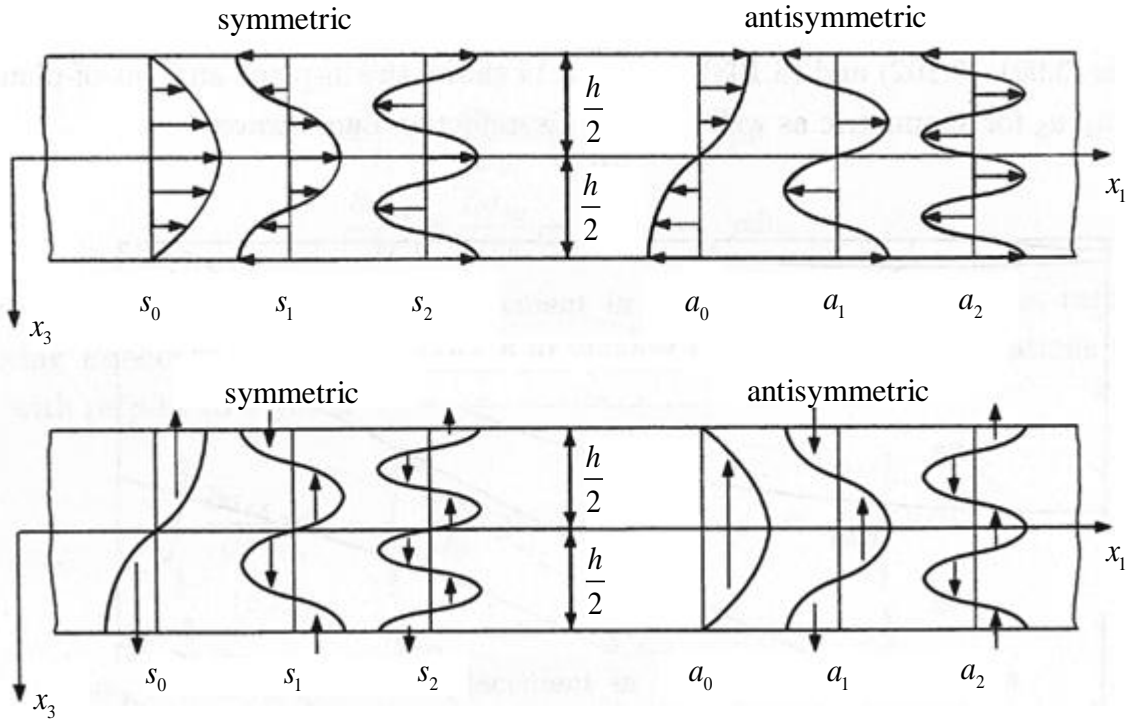 symmetric antisymmetric
h/2
h/2
x₁
s₀ s₁ s₂ a₀ a₁ a₂
x₃
symmetric antisymmetric
h/2
h/2
x₁
s₀ s₁ s₂ a₀ a₁ a₂
x₃